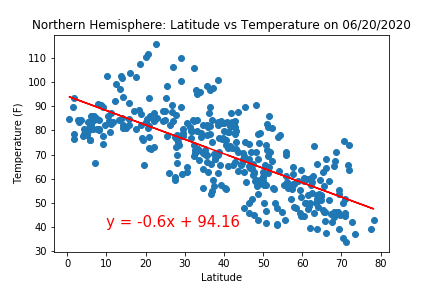 Northern Hemisphere: Latitude vs Temperature on 06/20/2020
Temperature (F)
110
100
90
80
70
60
50
40
30
y = -0.6x + 94.16
0 10 20 30 40 50 60 70 80
Latitude